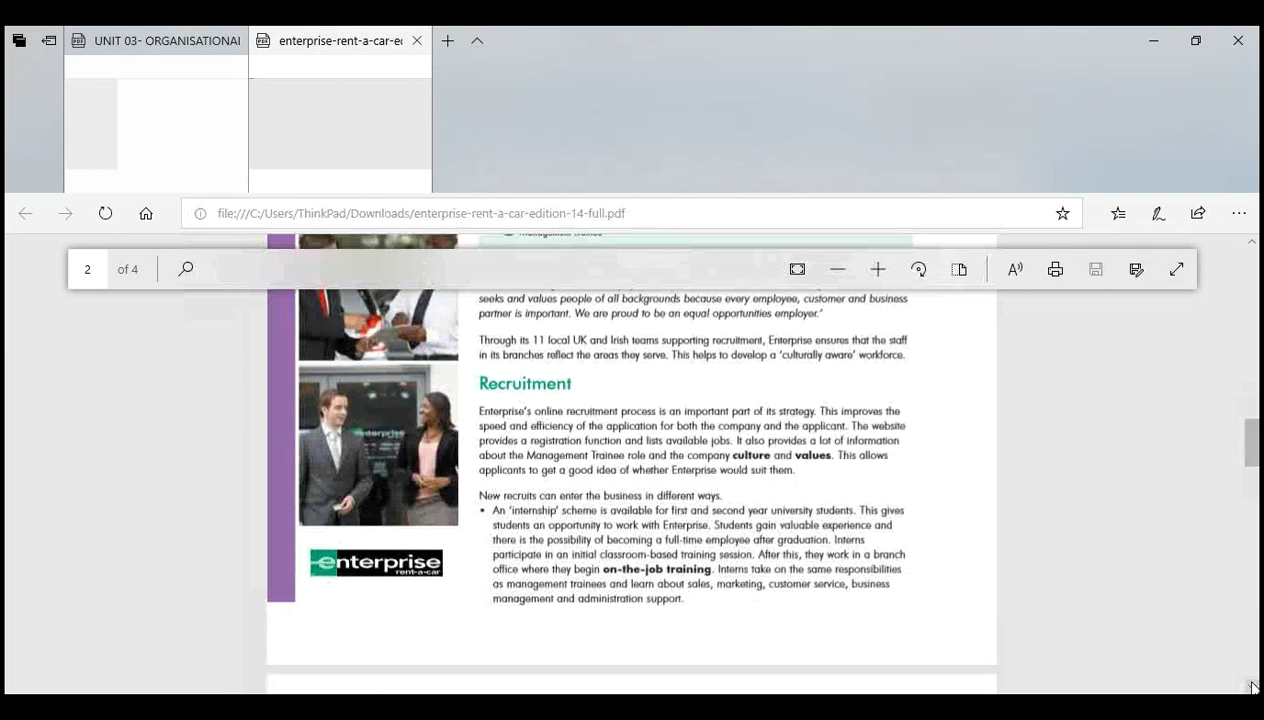 UNIT 03- ORGANISATIONAI
enterprise-rent-a-car-ec
file:///C:/Users/ThinkPad/Downloads/enterprise-rent-a-car-edition-14-full.pdf
2 of 4
seeks and values people of all backgrounds because every employee, customer and business
partner is important. We are proud to be an equal opportunities employer.'
Through its 11 local UK and Irish teams supporting recruitment, Enterprise ensures that the staff
in its branches reflect the areas they serve. This helps to develop a 'culturally aware' workforce.
Recruitment
Enterprise's online recruitment process is an important part of its strategy. This improves the
speed and efficiency of the application for both the company and the applicant. The website
provides a registration function and lists available jobs. It also provides a lot of information
about the Management Trainee role and the company culture and values. This allows
applicants to get a good idea of whether Enterprise would suit them.
New recruits can enter the business in different ways.
• An 'internship' scheme is available for first and second year university students. This gives
students an opportunity to work with Enterprise. Students gain valuable experience and
there is the possibility of becoming a full-time employee after graduation. Interns
participate in an initial classroom-based training session. After this, they work in a branch
office where they begin on-the-job training. Interns take on the same responsibilities
as management trainees and learn about sales, marketing, customer service, business
management and administration support.
enterprise
enterprise
rent-a-car